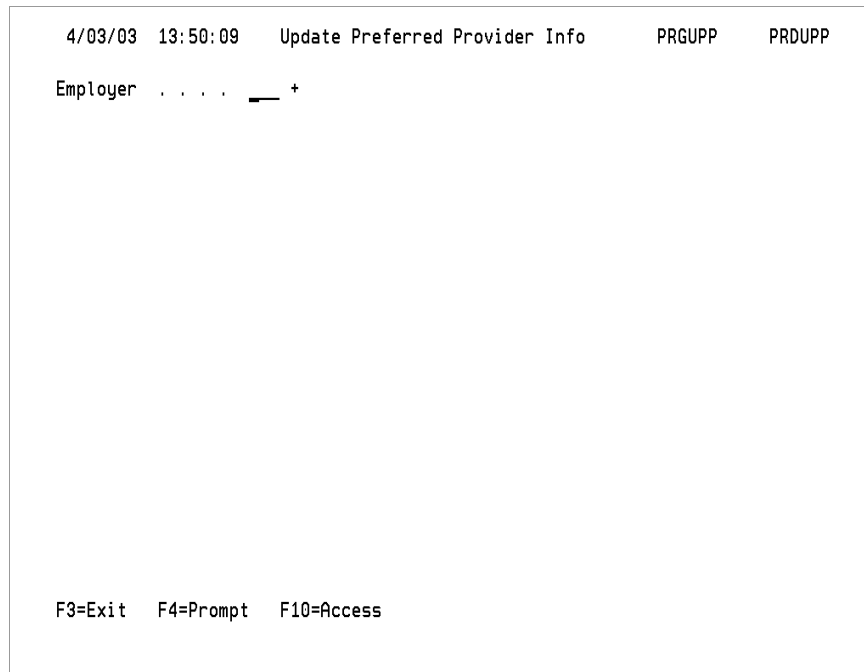 4/03/03 13:50:09 Update Preferred Provider Info PRGUPP PRDUPP
Employer . . . . ___ +
F3=Exit F4=Prompt F10=Access